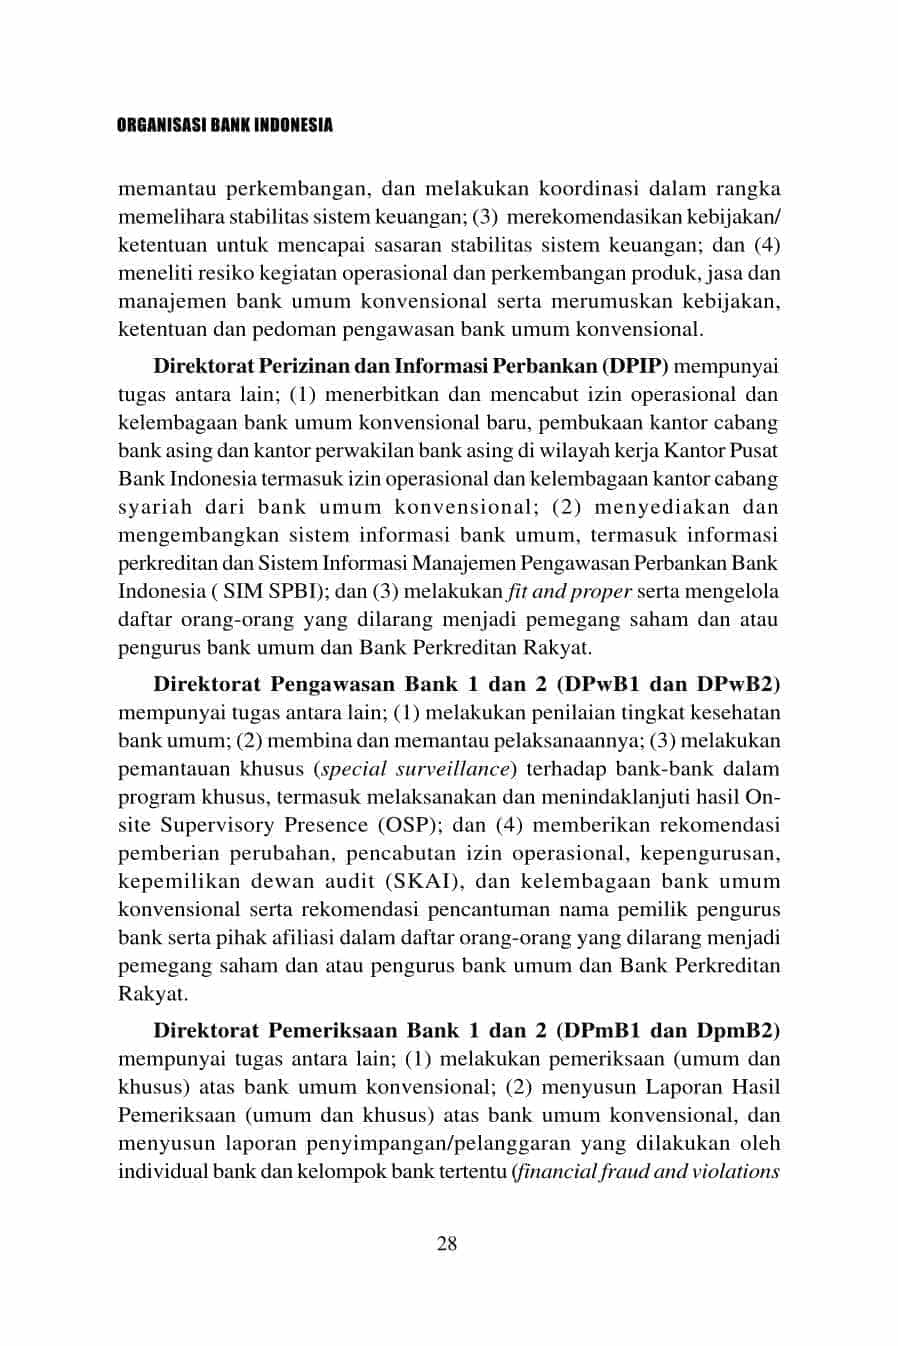 ORGANISASI BANK INDONESIA
memantau perkembangan, dan melakukan koordinasi dalam rangka
memelihara stabilitas sistem keuangan; (3) merekomendasikan kebijakan/
ketentuan untuk mencapai sasaran stabilitas sistem keuangan; dan (4)
meneliti resiko kegiatan operasional dan perkembangan produk, jasa dan
manajemen bank umum konvensional serta merumuskan kebijakan,
ketentuan dan pedoman pengawasan bank umum konvensional.
Direktorat Perizinan dan Informasi Perbankan (DPIP) mempunyai
tugas antara lain; (1) menerbitkan dan mencabut izin operasional dan
kelembagaan bank umum konvensional baru, pembukaan kantor cabang
bank asing dan kantor perwakilan bank asing di wilayah kerja Kantor Pusat
Bank Indonesia termasuk izin operasional dan kelembagaan kantor cabang
syariah dari bank umum konvensional; (2) menyediakan dan
mengembangkan sistem informasi bank umum, termasuk informasi
perkreditan dan Sistem Informasi Manajemen Pengawasan Perbankan Bank
Indonesia ( SIM SPBI); dan (3) melakukan fit and proper serta mengelola
daftar orang-orang yang dilarang menjadi pemegang saham dan atau
pengurus bank umum dan Bank Perkreditan Rakyat.
Direktorat Pengawasan Bank 1 dan 2 (DPwB1 dan DPwB2)
mempunyai tugas antara lain; (1) melakukan penilaian tingkat kesehatan
bank umum; (2) membina dan memantau pelaksanaannya; (3) melakukan
pemantauan khusus (special surveillance) terhadap bank-bank dalam
program khusus, termasuk melaksanakan dan menindaklanjuti hasil On-
site Supervisory Presence (OSP); dan (4) memberikan rekomendasi
pemberian perubahan, pencabutan izin operasional, kepengurusan,
kepemilikan dewan audit (SKAI), dan kelembagaan bank umum
konvensional serta rekomendasi pencantuman nama pemilik pengurus
bank serta pihak afiliasi dalam daftar orang-orang yang dilarang menjadi
pemegang saham dan atau pengurus bank umum dan Bank Perkreditan
Rakyat.
Direktorat Pemeriksaan Bank 1 dan 2 (DPmB1 dan DpmB2)
mempunyai tugas antara lain; (1) melakukan pemeriksaan (umum dan
khusus) atas bank umum konvensional; (2) menyusun Laporan Hasil
Pemeriksaan (umum dan khusus) atas bank umum konvensional, dan
menyusun laporan penyimpangan/pelanggaran yang dilakukan oleh
individual bank dan kelompok bank tertentu (financial fraud and violations
28